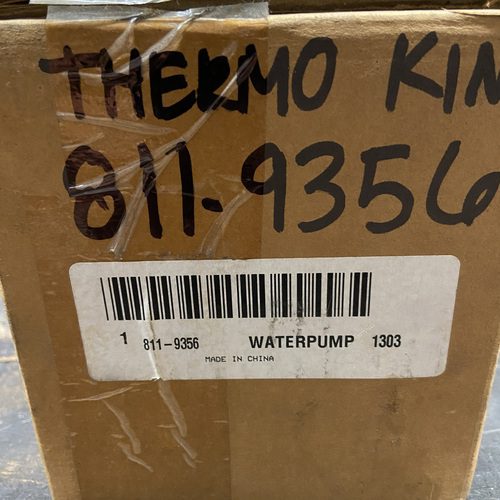 THERMO KIN
811-9356
1 811-9356 WATERPUMP 1303
MADE IN CHINA